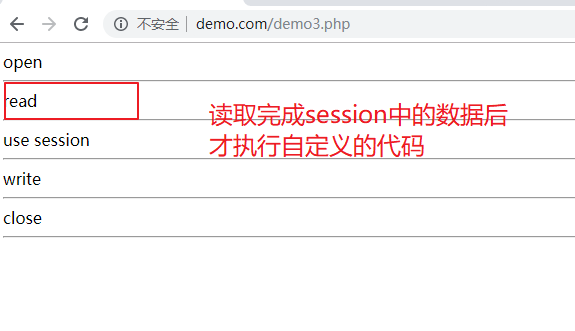 不安全 | demo.com/demo3.php
open
read
读取完成session中的数据后
才执行自定义的代码
use session
write
close